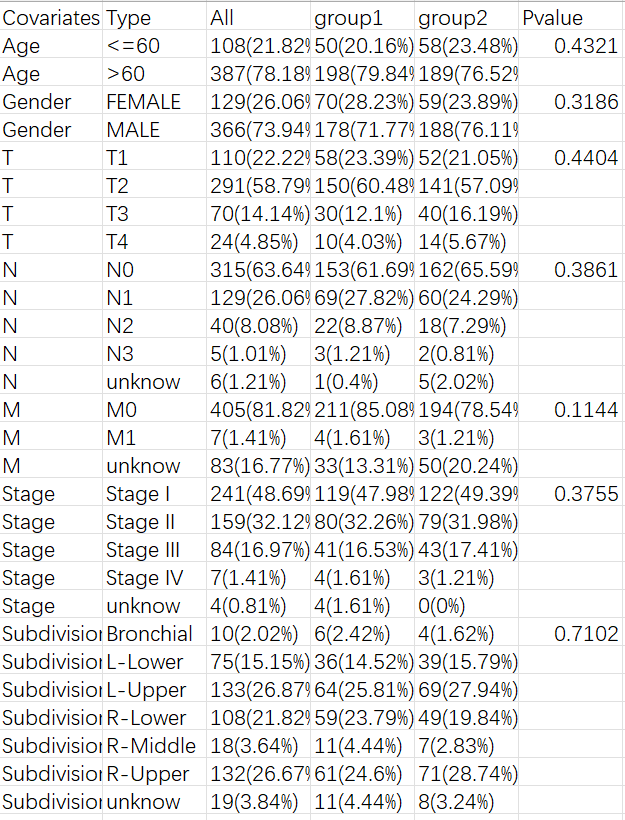 Covariates Type All group1 group2 Pvalue
Age <=60 108(21.82% 50(20.16%) 58(23.48%) 0.4321
Age >60 387(78.18% 198(79.84% 189(76.52%
Gender FEMALE 129(26.06% 70(28.23%) 59(23.89%) 0.3186
Gender MALE 366(73.94% 178(71.77% 188(76.11%
T T1 110(22.22% 58(23.39%) 52(21.05%) 0.4404
T T2 291(58.79% 150(60.48% 141(57.09%
T T3 70(14.14%) 30(12.1%) 40(16.19%)
T T4 24(4.85%) 10(4.03%) 14(5.67%)
N N0 315(63.64% 153(61.69% 162(65.59% 0.3861
N N1 129(26.06% 69(27.82%) 60(24.29%)
N N2 40(8.08%) 22(8.87%) 18(7.29%)
N N3 5(1.01%) 3(1.21%) 2(0.81%)
N unknow 6(1.21%) 1(0.4%) 5(2.02%)
M M0 405(81.82% 211(85.08% 194(78.54% 0.1144
M M1 7(1.41%) 4(1.61%) 3(1.21%)
M unknow 83(16.77%) 33(13.31%) 50(20.24%)
Stage Stage I 241(48.69% 119(47.98% 122(49.39% 0.3755
Stage Stage II 159(32.12% 80(32.26%) 79(31.98%)
Stage Stage III 84(16.97%) 41(16.53%) 43(17.41%)
Stage Stage IV 7(1.41%) 4(1.61%) 3(1.21%)
Stage unknow 4(0.81%) 4(1.61%) 0(0%)
Subdivision Bronchial 10(2.02%) 6(2.42%) 4(1.62%) 0.7102
Subdivision L-Lower 75(15.15%) 36(14.52%) 39(15.79%)
Subdivision L-Upper 133(26.87% 64(25.81%) 69(27.94%)
Subdivision R-Lower 108(21.82% 59(23.79%) 49(19.84%)
Subdivision R-Middle 18(3.64%) 11(4.44%) 7(2.83%)
Subdivision R-Upper 132(26.67% 61(24.6%) 71(28.74%)
Subdivision unknow 19(3.84%) 11(4.44%) 8(3.24%)